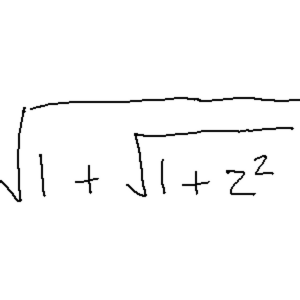 √(1 + √(1 + z²))